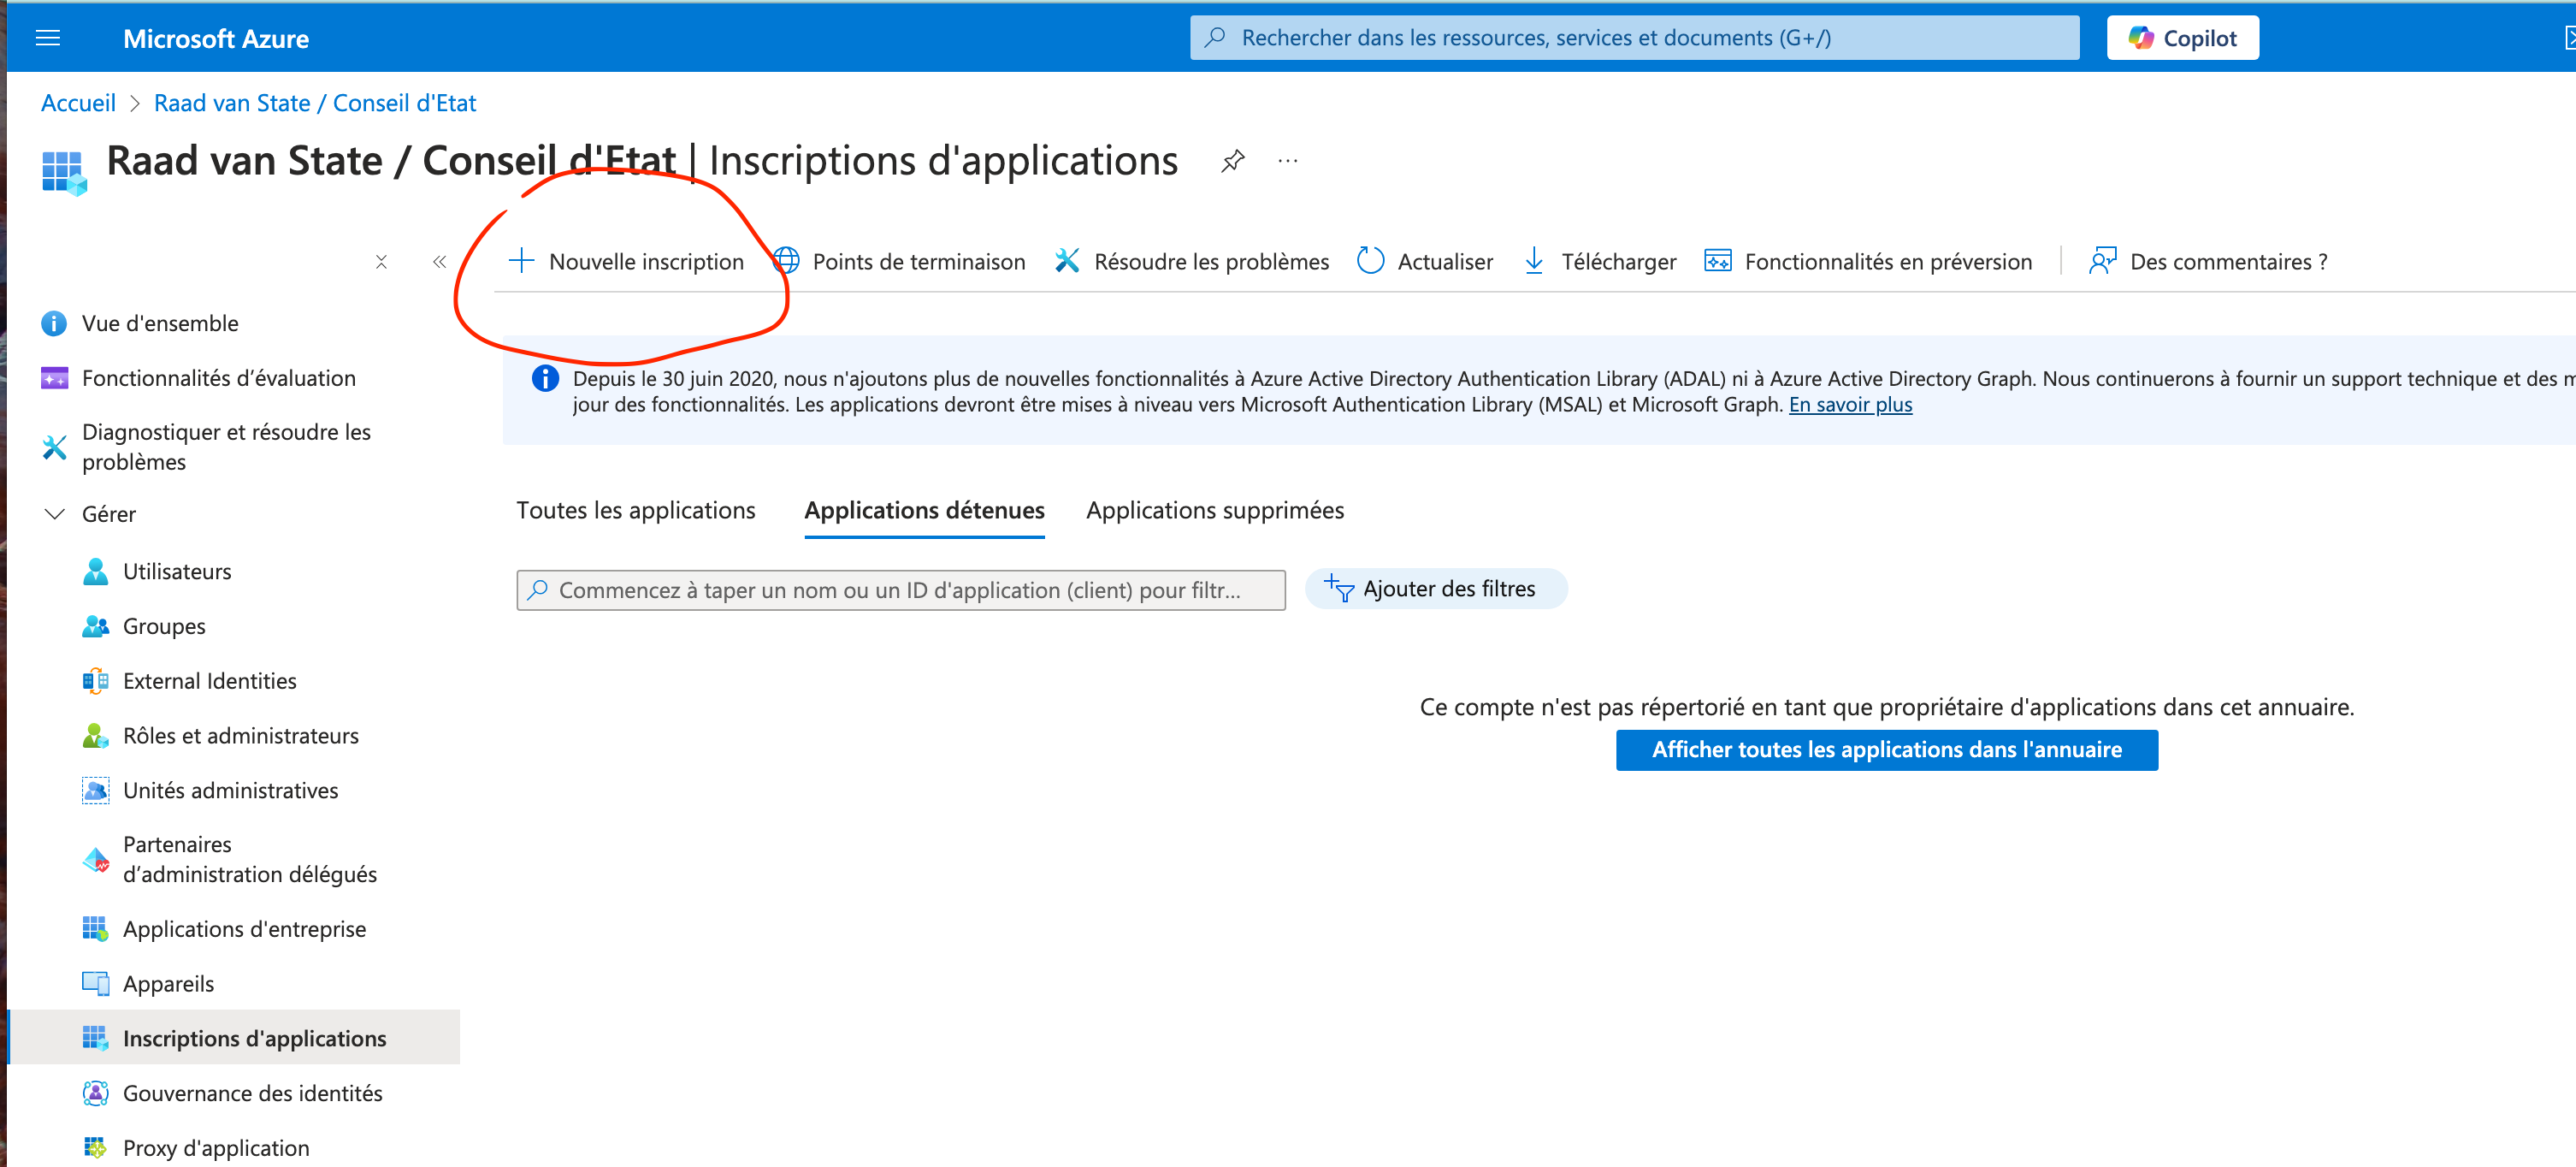 Microsoft Azure
Rechercher dans les ressources, services et documents (G+/)
Copilot
Accueil > Raad van State / Conseil d'Etat
Raad van State / Conseil d'Etat | Inscriptions d'applications
Nouvelle inscription
Points de terminaison
Résoudre les problèmes
Actualiser
Télécharger
Fonctionnalités en préversion
Des commentaires ?
Vue d'ensemble
Fonctionnalités d’évaluation
Diagnostiquer et résoudre les
problèmes
Gérer
Utilisateurs
Groupes
External Identities
Rôles et administrateurs
Unités administratives
Partenaires
d’administration délégués
Applications d'entreprise
Appareils
Inscriptions d'applications
Gouvernance des identités
Proxy d'application
Depuis le 30 juin 2020, nous n'ajoutons plus de nouvelles fonctionnalités à Azure Active Directory Authentication Library (ADAL) ni à Azure Active Directory Graph. Nous continuerons à fournir un support technique et des
jour des fonctionnalités. Les applications devront être mises à niveau vers Microsoft Authentication Library (MSAL) et Microsoft Graph. En savoir plus
Toutes les applications
Applications détenues
Applications supprimées
Commencez à taper un nom ou un ID d'application (client) pour filtr...
Ajouter des filtres
Ce compte n'est pas répertorié en tant que propriétaire d'applications dans cet annuaire.
Afficher toutes les applications dans l'annuaire